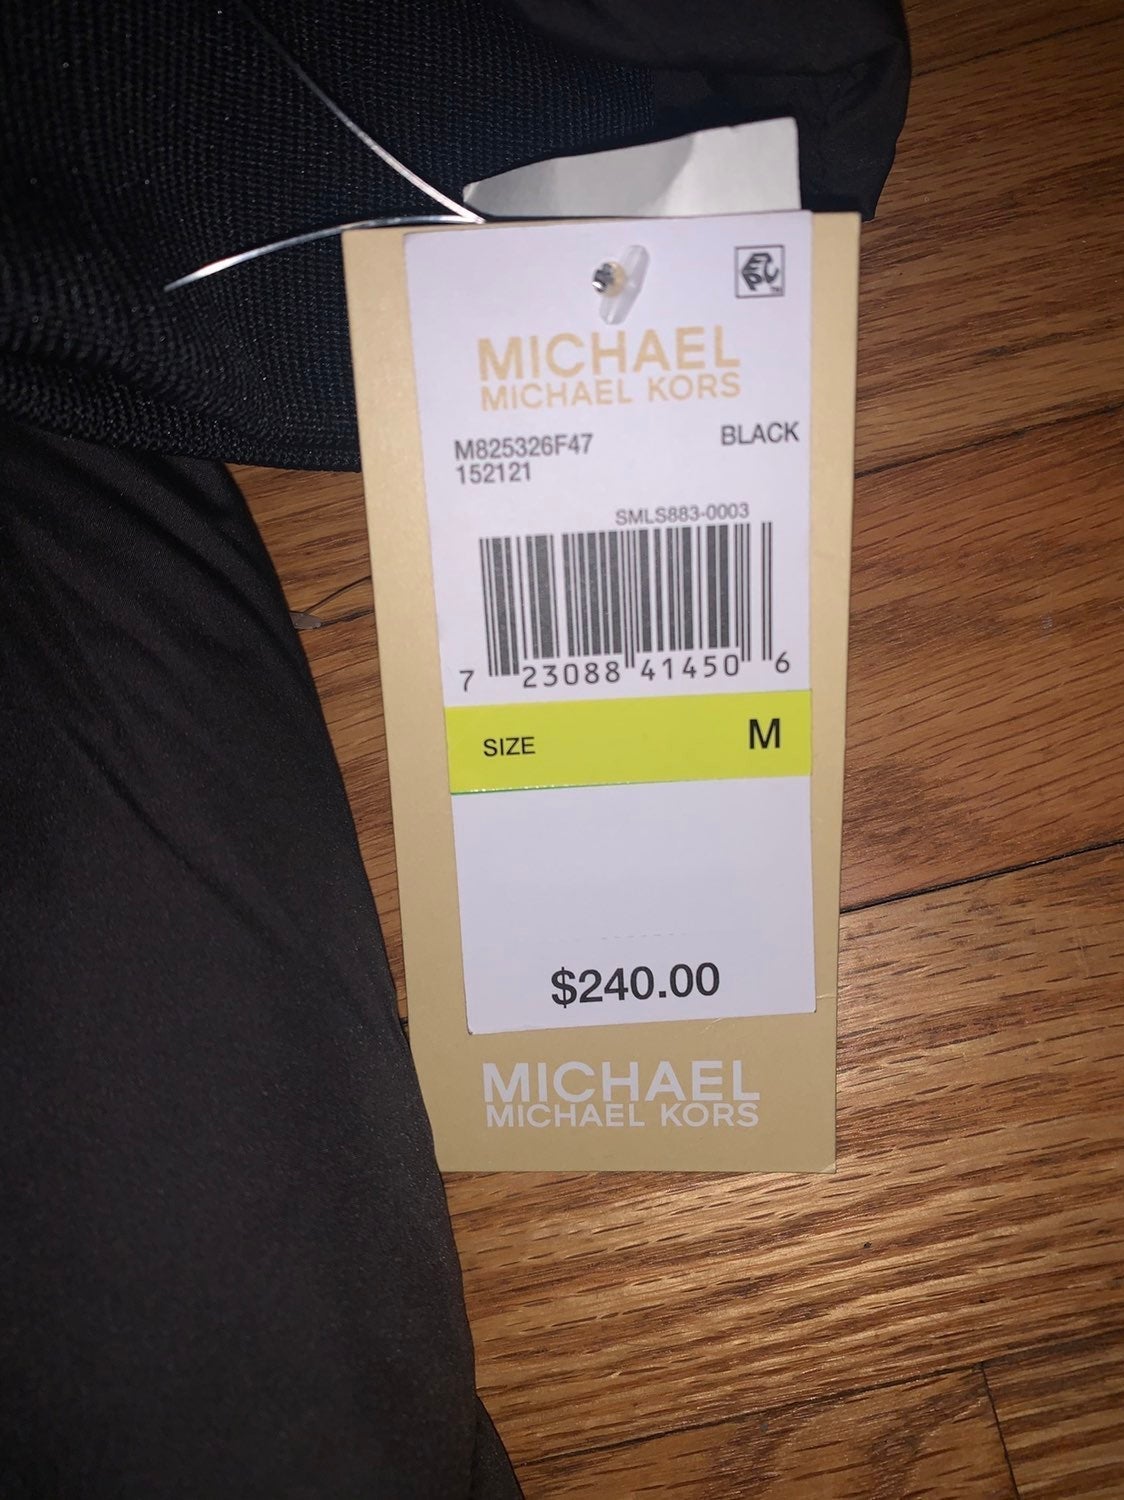 MICHAEL
MICHAEL KORS
M825326F47 BLACK
152121
SMLS883-0003
7 23088 41450 6
SIZE M
$240.00
MICHAEL
MICHAEL KORS